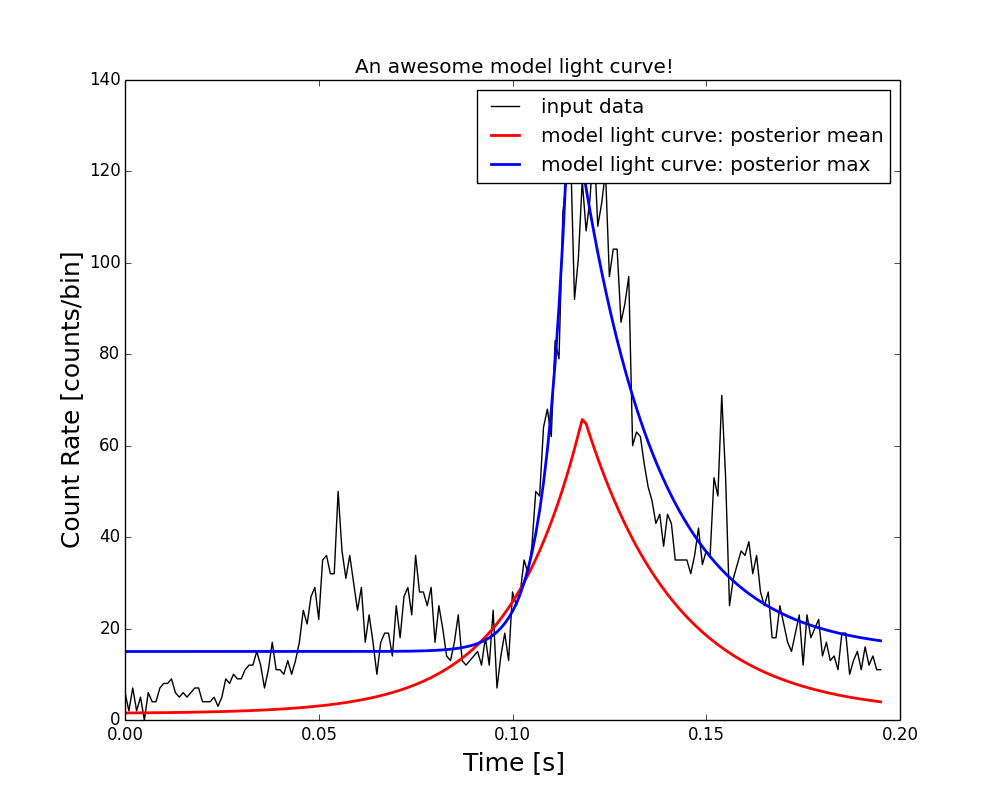 An awesome model light curve!
140
120
100
80
60
40
20
0
input data
model light curve: posterior mean
model light curve: posterior max
Count Rate [counts/bin]
0.00 0.05 0.10 0.15 0.20
Time [s]